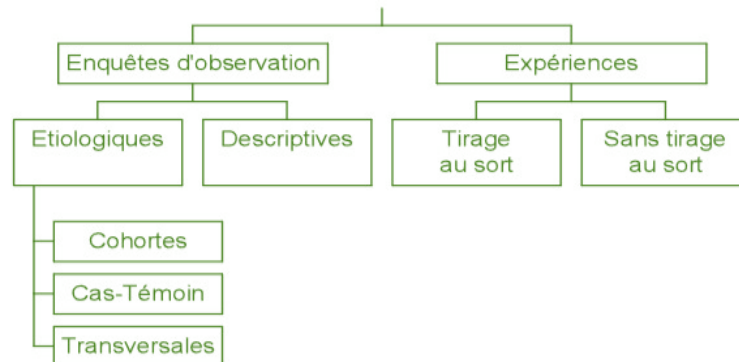 Enquêtes d'observation
Expériences
Etiologiques
Descriptives
Tirage
au sort
Sans tirage
au sort
Cohortes
Cas-Témoin
Transversales